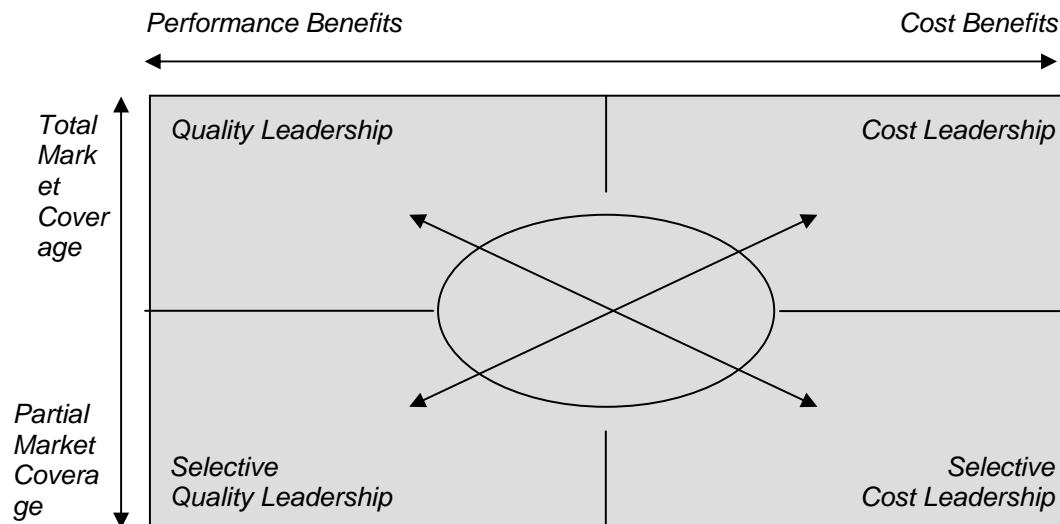 Performance Benefits
Cost Benefits
Total
Mark
et
Cover
age
Quality Leadership
Cost Leadership
Partial
Market
Covera
ge
Selective
Quality Leadership
Selective
Cost Leadership